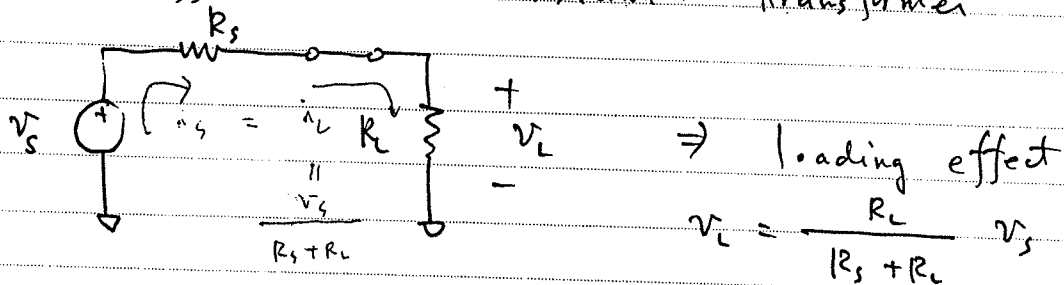 transformer
R_S
v_S + i_S = i_L R_L + v_L - ⇒ loading effect
" v_S / (R_S + R_L)
v_L = R_L / (R_S + R_L) v_S